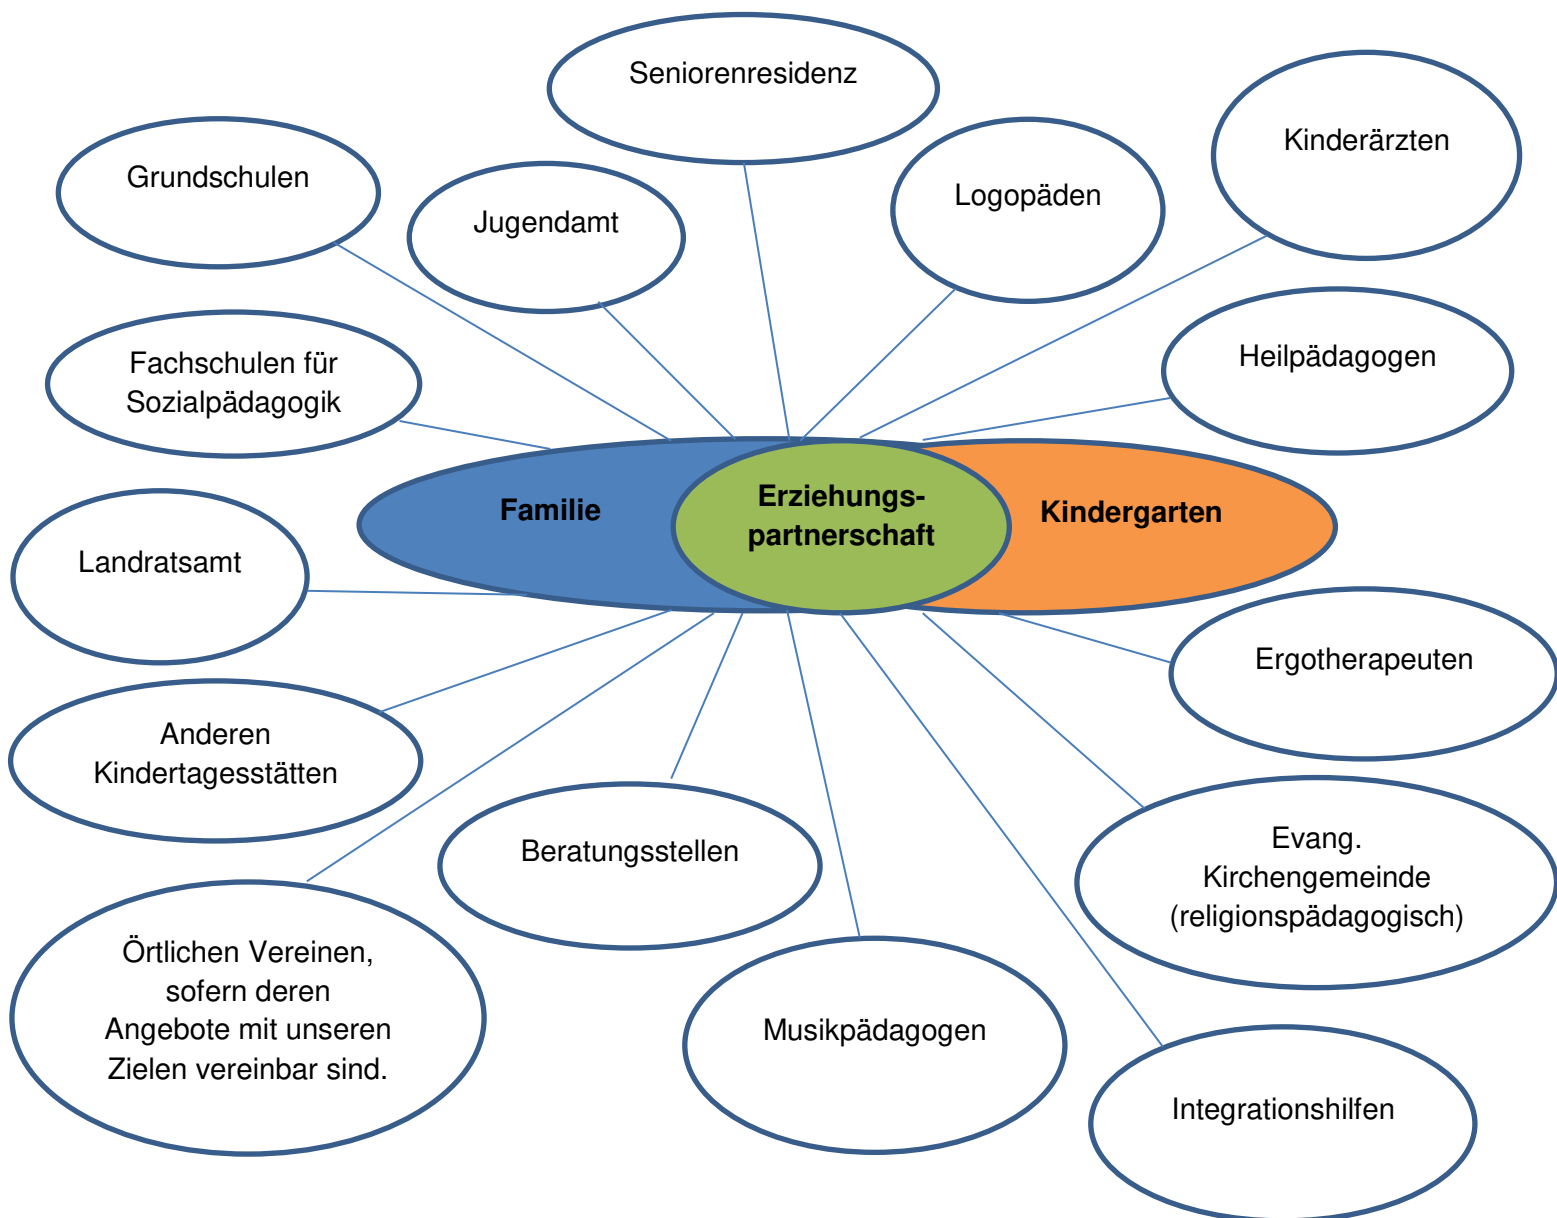 Seniorenresidenz
Kinderärzten
Grundschulen
Logopäden
Jugendamt
Fachschulen für
Sozialpädagogik
Heilpädagogen
Familie
Erziehungs-
partnerschaft
Kindergarten
Landratsamt
Ergotherapeuten
Anderen
Kindertagesstätten
Beratungsstellen
Evang.
Kirchengemeinde
(religionspädagogisch)
Örtlichen Vereinen,
sofern deren
Angebote mit unseren
Zielen vereinbar sind.
Musikpädagogen
Integrationshilfen